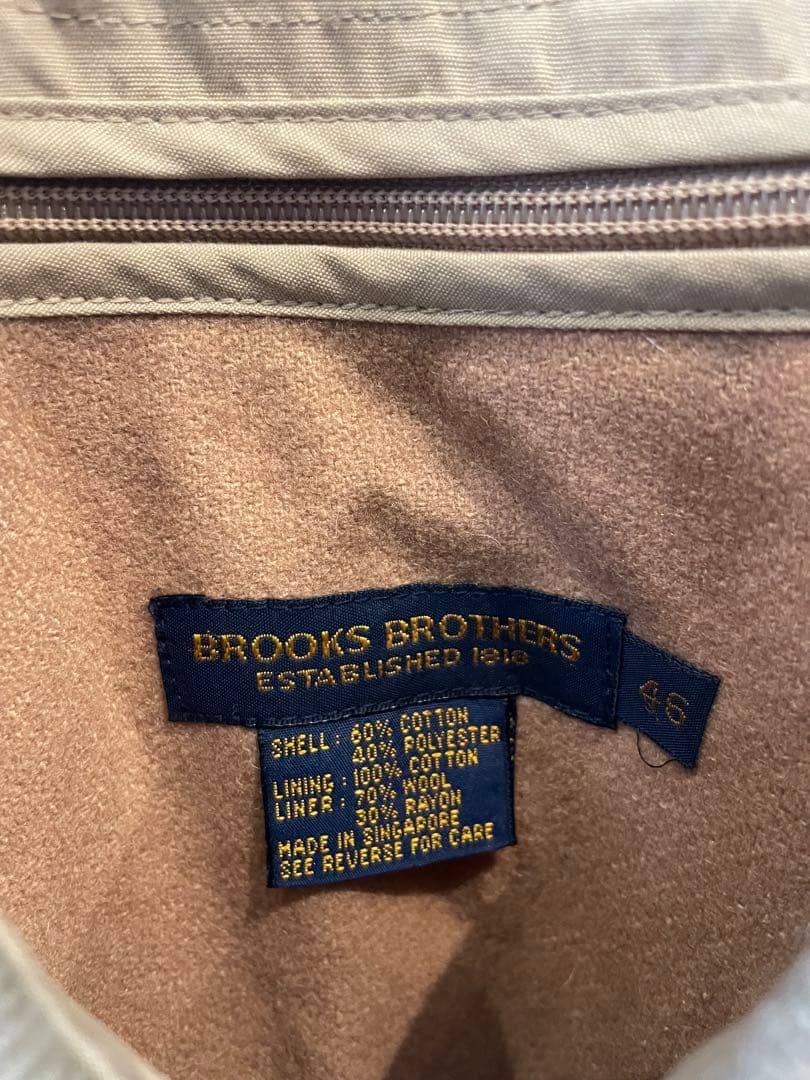 BROOKS BROTHERS
ESTABLISHED 1818
46
SHELL : 60% COTTON
40% POLYESTER
LINING : 100% COTTON
LINER : 70% WOOL
30% RAYON
MADE IN SINGAPORE
SEE REVERSE FOR CARE